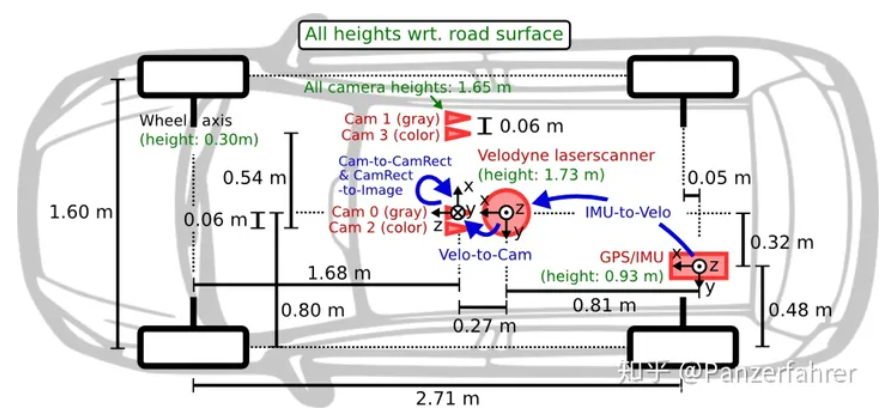 All heights wrt. road surface
All camera heights: 1.65 m
Wheel axis
(height: 0.30m)
Cam 1 (gray)
Cam 3 (color)
0.06 m
Cam-to-CamRect
& CamRect
-to-Image
Velodyne laserscanner
(height: 1.73 m)
0.54 m
0.05 m
x
x
1.60 m
0.06 m
Cam 0 (gray)
Cam 2 (color)
y
z
z
y
IMU-to-Velo
Velo-to-Cam
0.32 m
GPS/IMU
(height: 0.93 m)
x
z
y
1.68 m
0.80 m
0.81 m
0.27 m
0.48 m
2.71 m
知乎 @Panzerfahrer